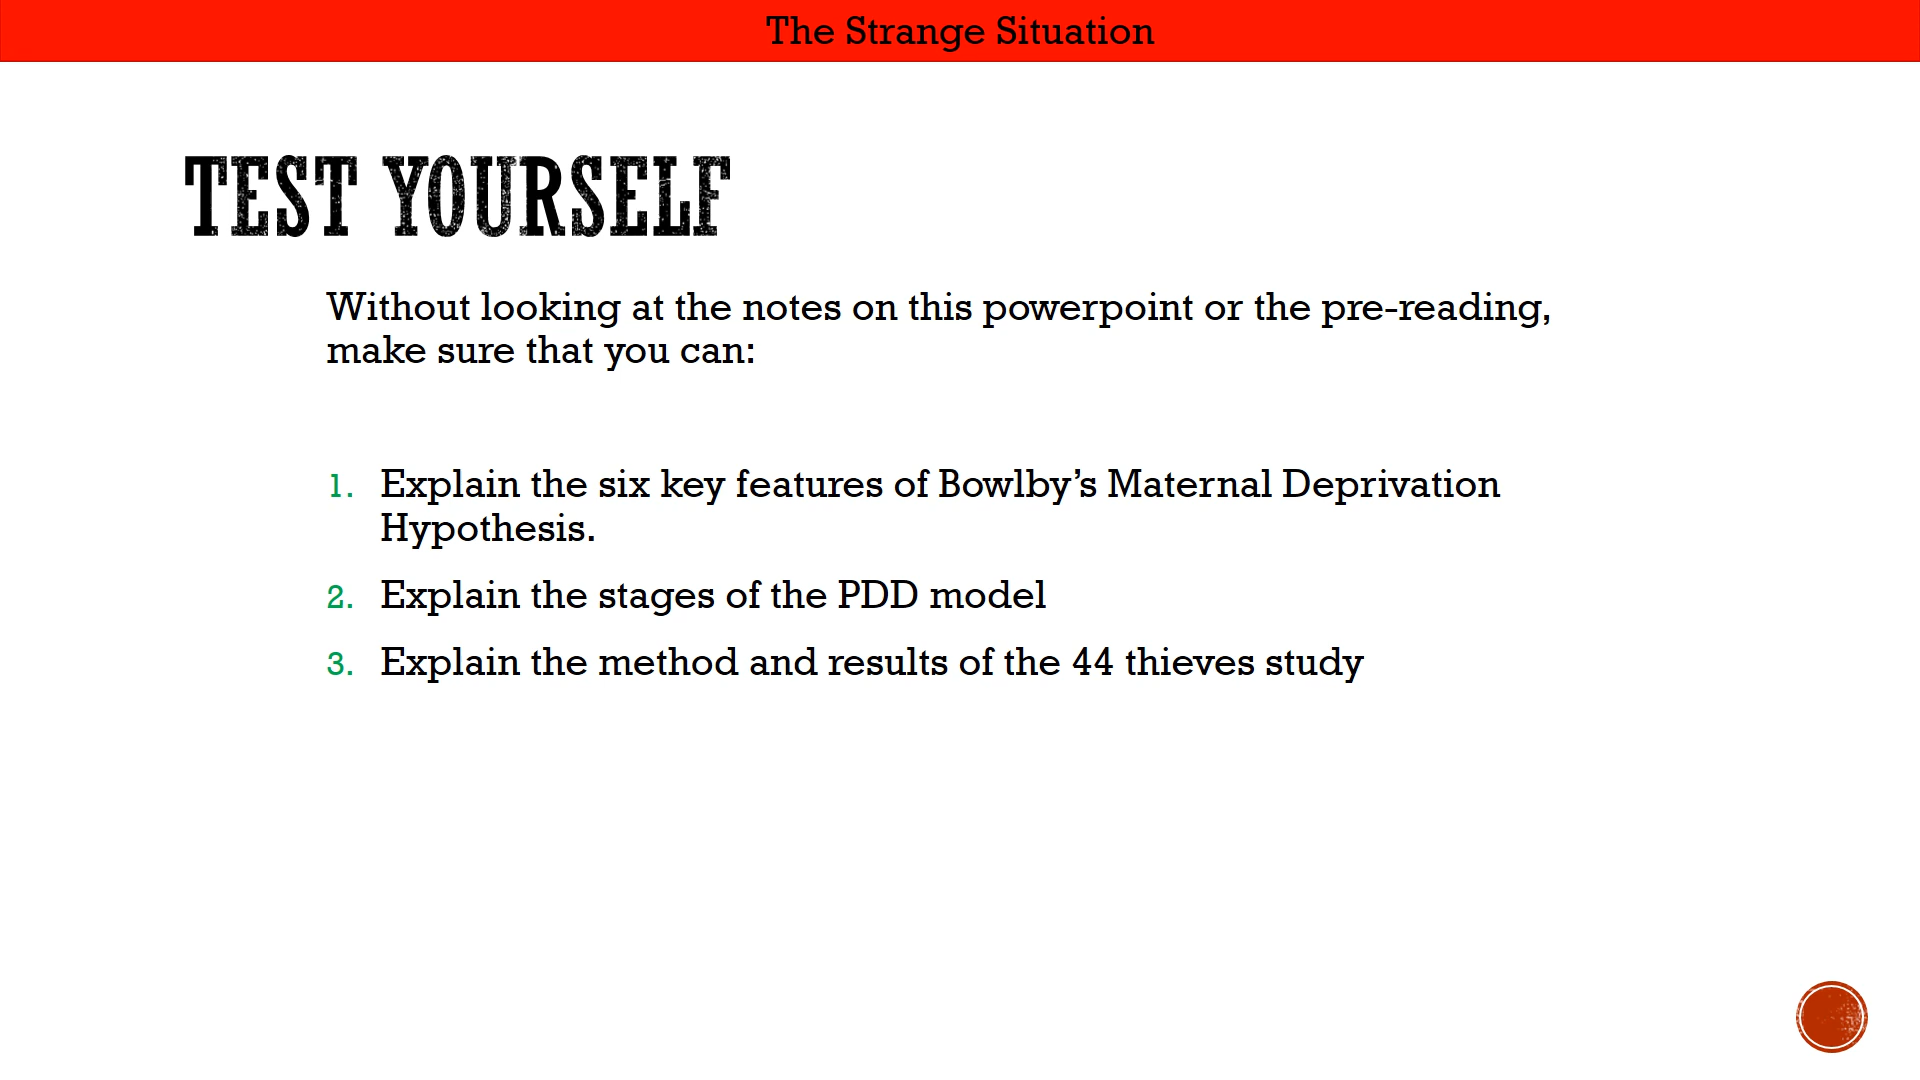 The Strange Situation
TEST YOURSELF
Without looking at the notes on this powerpoint or the pre-reading,
make sure that you can:
1. Explain the six key features of Bowlby’s Maternal Deprivation
Hypothesis.
2. Explain the stages of the PDD model
3. Explain the method and results of the 44 thieves study